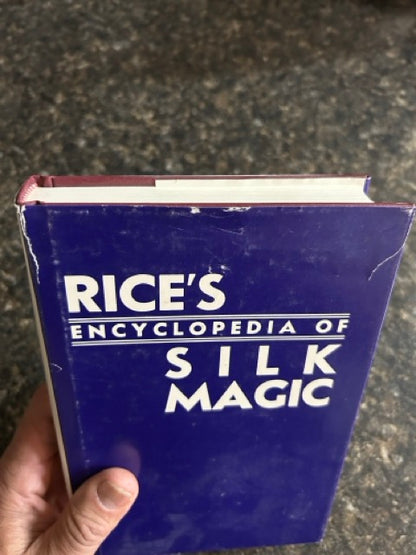 RICE'S
ENCYCLOPEDIA OF
SILK
MAGIC